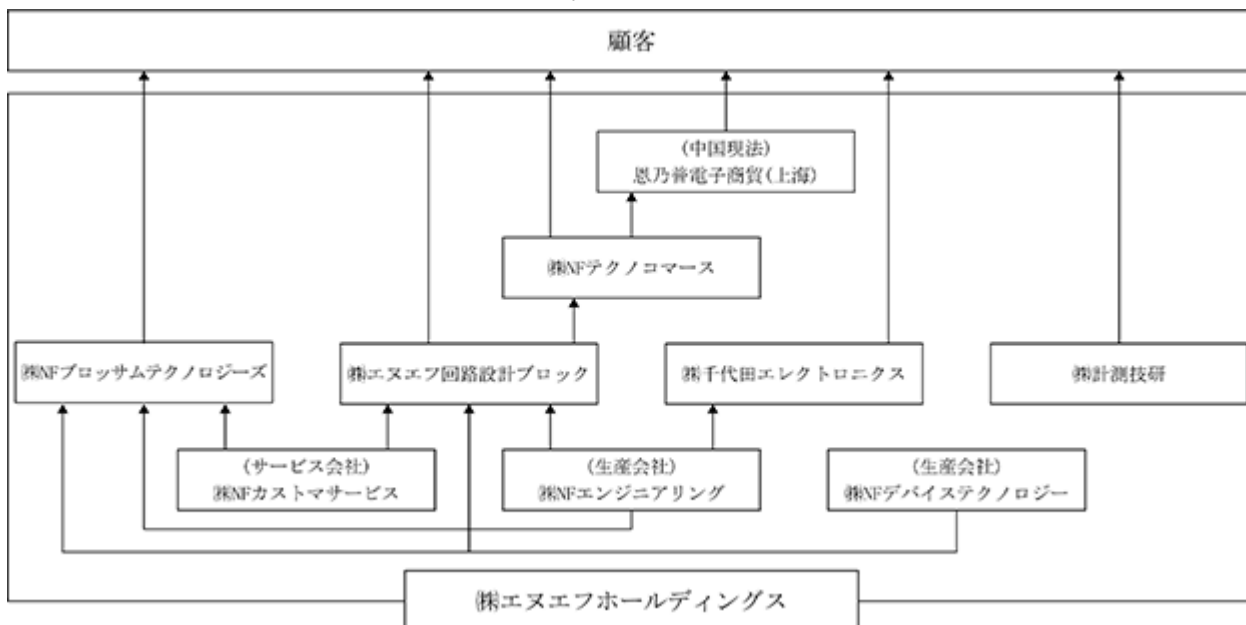 顧客
(中国現法)
恩乃普電子商貿(上海)
㈱NFテクノコマース
㈱NFブロッサムテクノロジーズ
㈱エヌエフ回路設計ブロック
㈱千代田エレクトロニクス
㈱計測技研
(サービス会社)
㈱NFカストマサービス
(生産会社)
㈱NFエンジニアリング
(生産会社)
㈱NFデバイステクノロジー
㈱エヌエフホールディングス